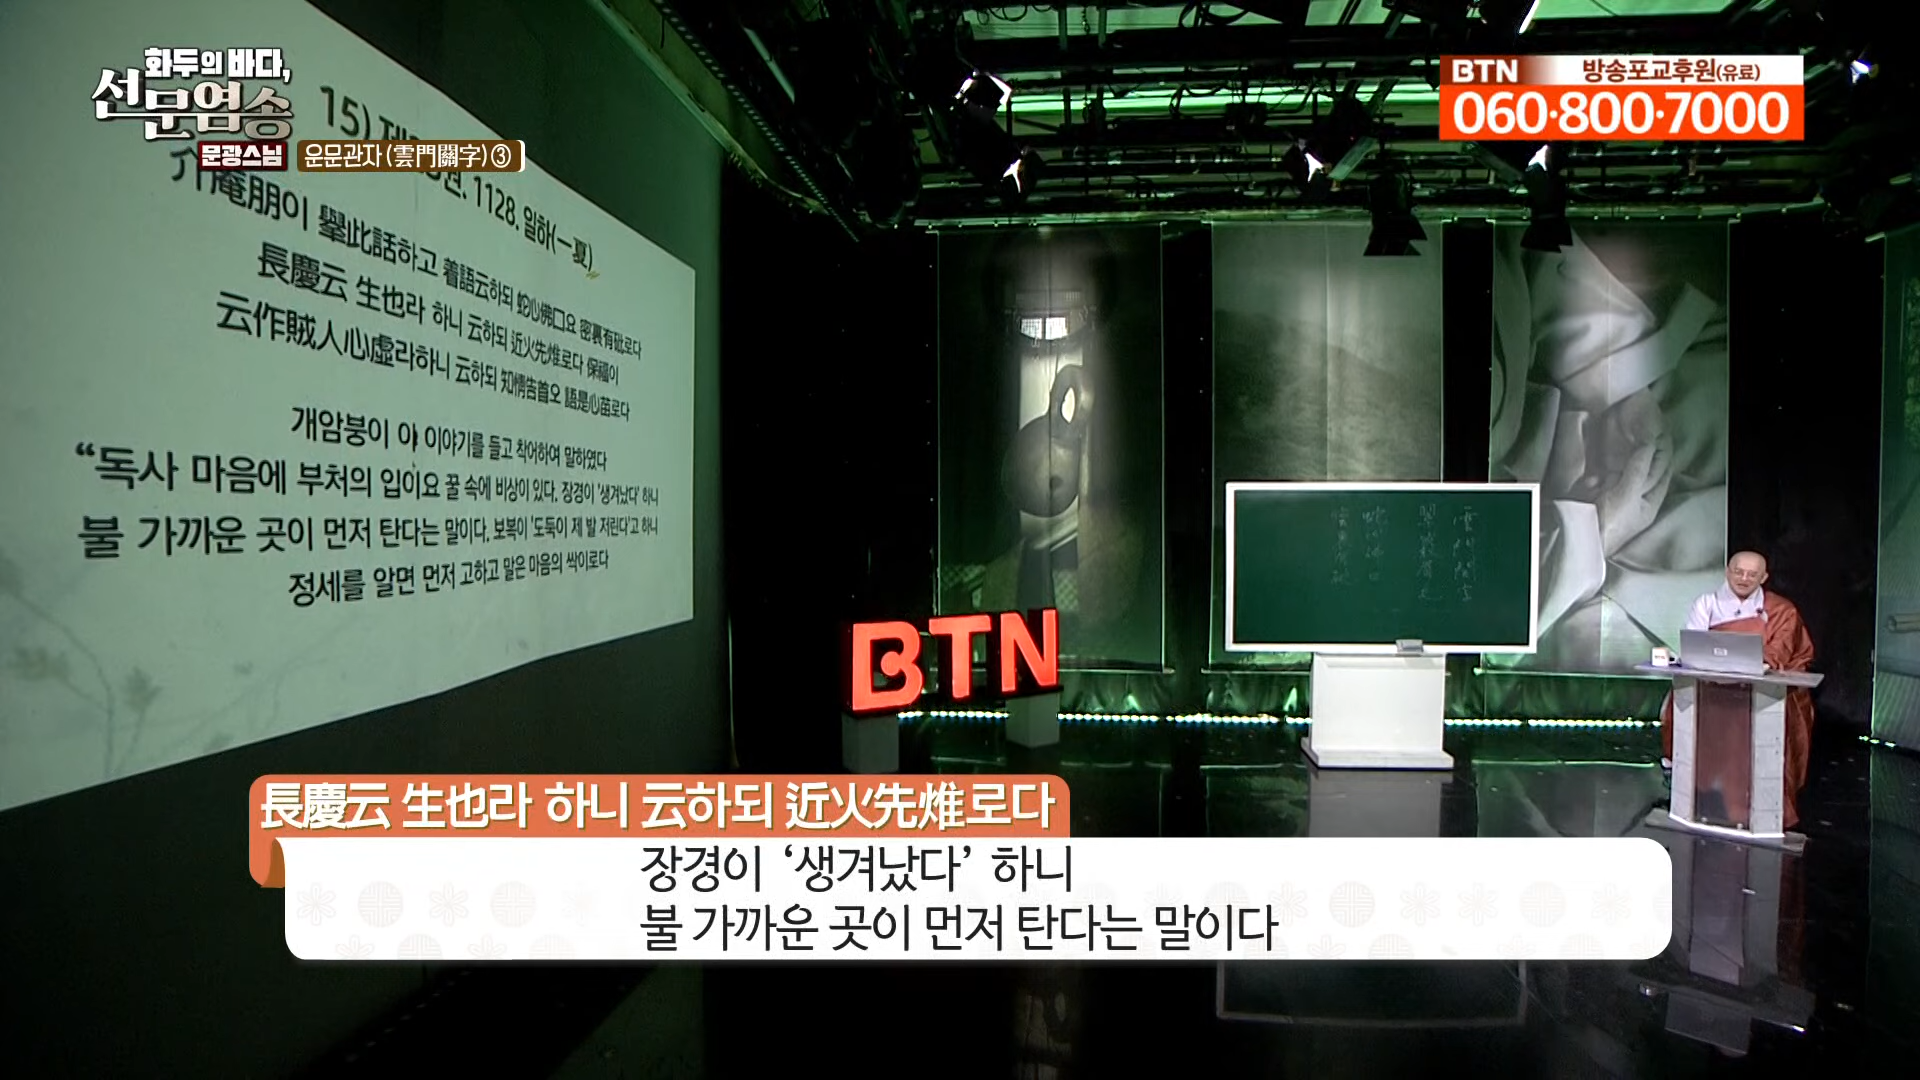 화두의 바다,
선문염송
문광스님
운문관자(雲門關字)③
BTN 방송포교후원(유료)
060·800·7000
1128. 일하(一夏)
介庵朋이 擧此話하고 着語云하되 蛇心佛口요 密裏有砒로다
長慶云 生也라 하니 云하되 近火先燋로다 保福이
云作賊人心虛라하니 云하되 知情告首오 語是心苗로다
개암붕이 이 이야기를 들고 착어하여 말하였다
“독사 마음에 부처의 입이요 꿀 속에 비상이 있다. 장경이 '생겨났다' 하니
불 가까운 곳이 먼저 탄다는 말이다. 보복이 '도둑이 제 발 저린다'고 하니
정세를 알면 먼저 고하고 말은 마음의 싹이로다
BTN
BTN
長慶云 生也라 하니 云하되 近火先燋로다
장경이 ‘생겨났다’ 하니
불 가까운 곳이 먼저 탄다는 말이다